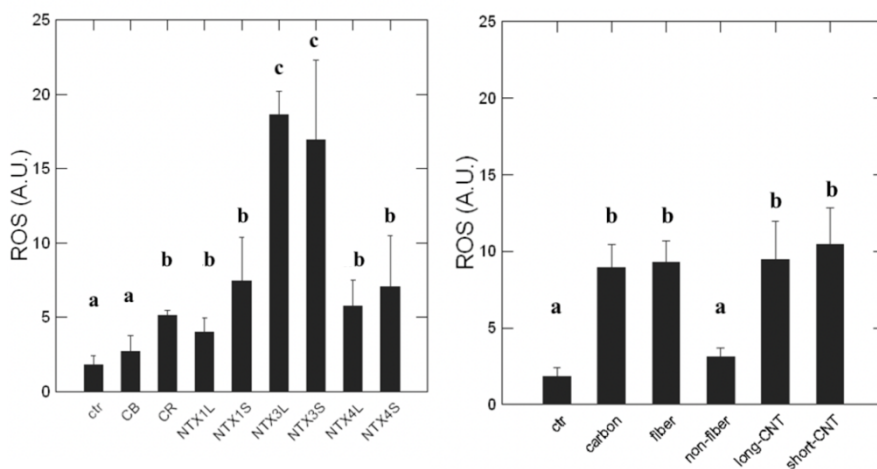 25
20
15
10
5
0
ROS (A.U.)
a
a
b
b
b
c
c
b
b
ctr
CB
CR
NTX1L
NTX1S
NTX3L
NTX3S
NTX4L
NTX4S
25
20
15
10
5
0
ROS (A.U.)
a
b
b
a
b
b
ctr
carbon
fiber
non-fiber
long-CNT
short-CNT